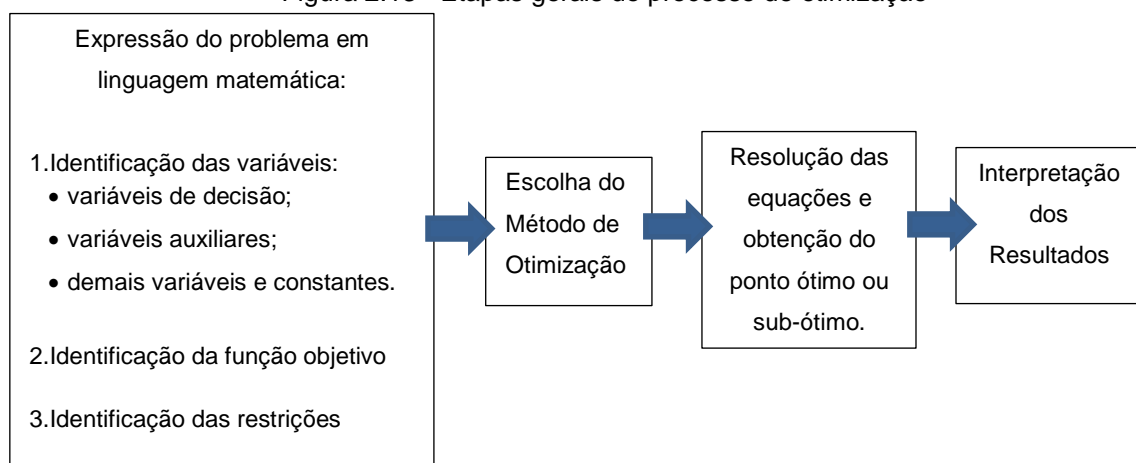 Expressão do problema em
linguagem matemática:
1.Identificação das variáveis:
• variáveis de decisão;
• variáveis auxiliares;
• demais variáveis e constantes.
2.Identificação da função objetivo
3.Identificação das restrições
Escolha do
Método de
Otimização
Resolução das
equações e
obtenção do
ponto ótimo ou
sub-ótimo.
Interpretação
dos
Resultados